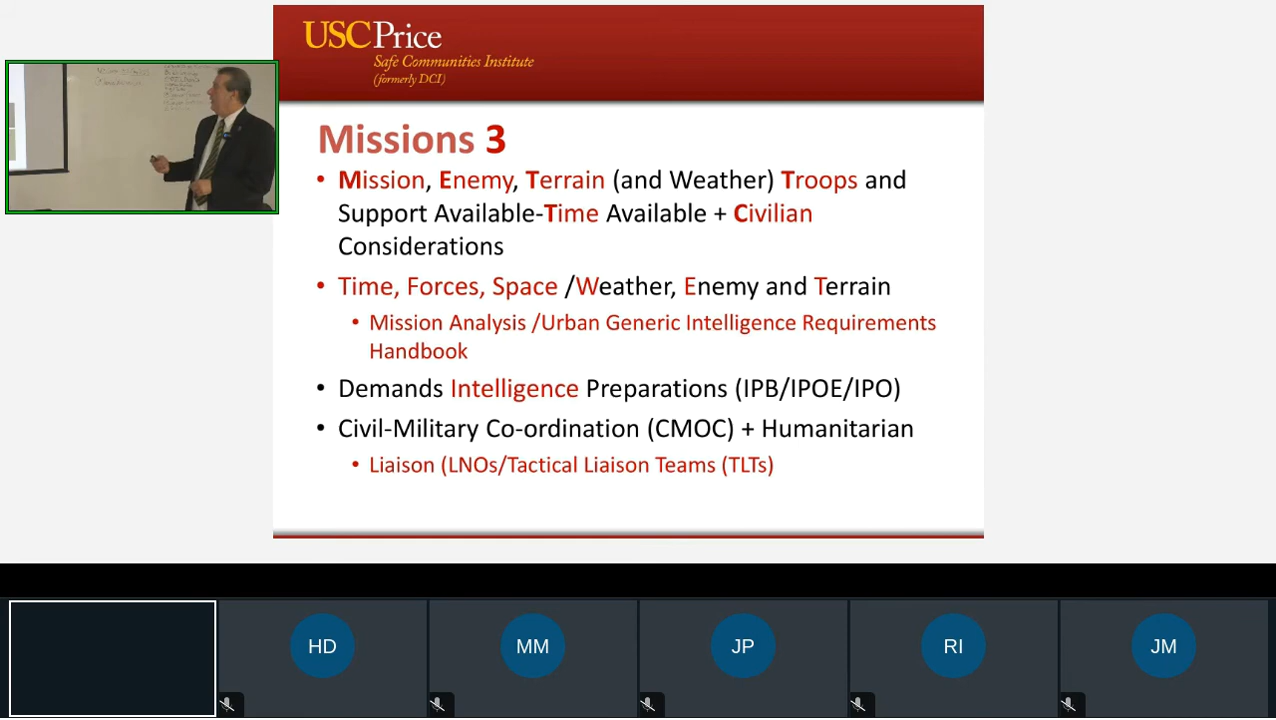 USCPrice
Safe Communities Institute
(formerly DCI)
Missions 3
• Mission, Enemy, Terrain (and Weather) Troops and
Support Available-Time Available + Civilian
Considerations
• Time, Forces, Space /Weather, Enemy and Terrain
• Mission Analysis /Urban Generic Intelligence Requirements
Handbook
• Demands Intelligence Preparations (IPB/IPOE/IPO)
• Civil-Military Co-ordination (CMOC) + Humanitarian
• Liaison (LNOs/Tactical Liaison Teams (TLTs)
HD
MM
JP
RI
JM